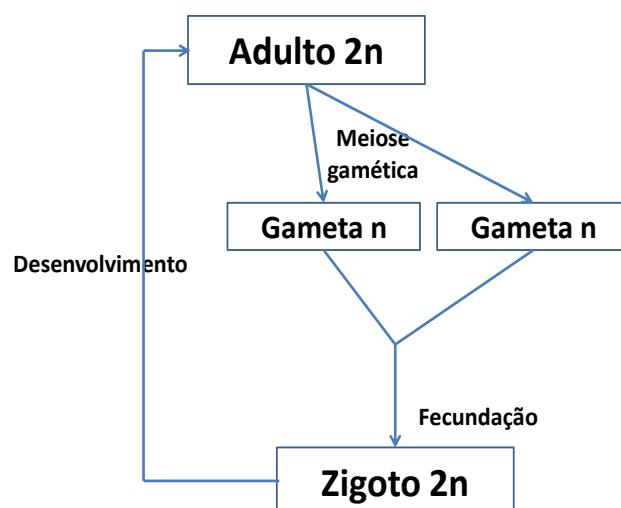 Adulto 2n
Meiose
gamética
Gameta n
Gameta n
Desenvolvimento
Fecundação
Zigoto 2n